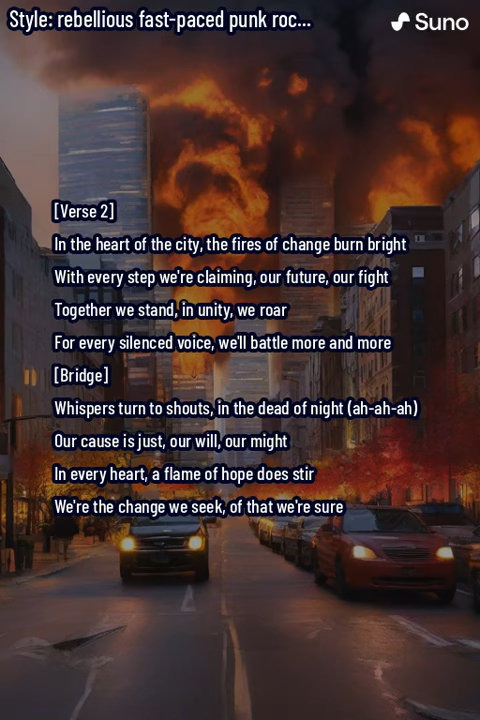 Style: rebellious fast-paced punk roc...
Suno
[Verse 2]
In the heart of the city, the fires of change burn bright
With every step we're claiming, our future, our fight
Together we stand, in unity, we roar
For every silenced voice, we'll battle more and more
[Bridge]
Whispers turn to shouts, in the dead of night (ah-ah-ah)
Our cause is just, our will, our might
In every heart, a flame of hope does stir
We're the change we seek, of that we're sure